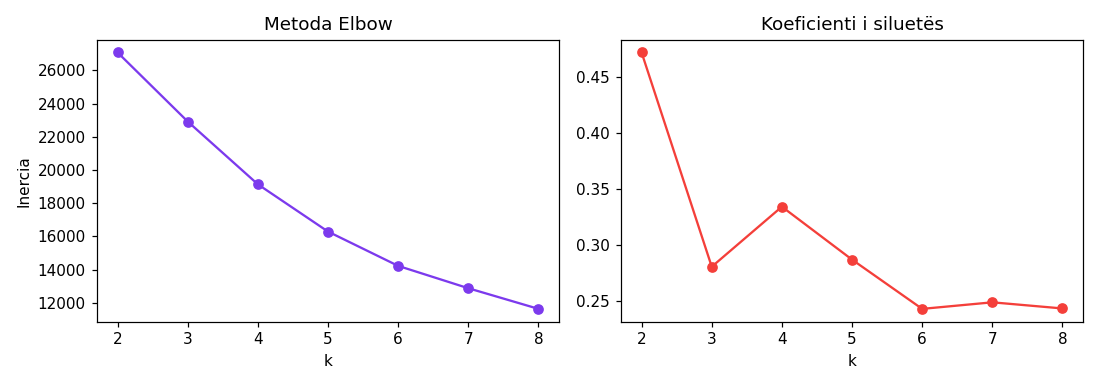 Metoda Elbow
Inercia
26000
24000
22000
20000
18000
16000
14000
12000
2 3 4 5 6 7 8
k
Koeficienti i siluetës
0.45
0.40
0.35
0.30
0.25
2 3 4 5 6 7 8
k